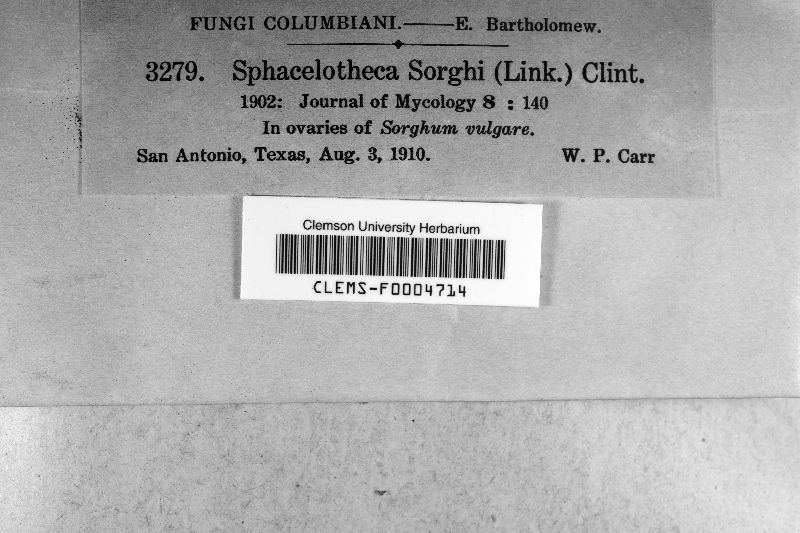 FUNGI COLUMBIANI.——E. Bartholomew.
3279. Sphacelotheca Sorghi (Link.) Clint.
1902: Journal of Mycology 8 : 140
In ovaries of Sorghum vulgare.
San Antonio, Texas, Aug. 3, 1910. W. P. Carr
Clemson University Herbarium
CLEMS-F0004714